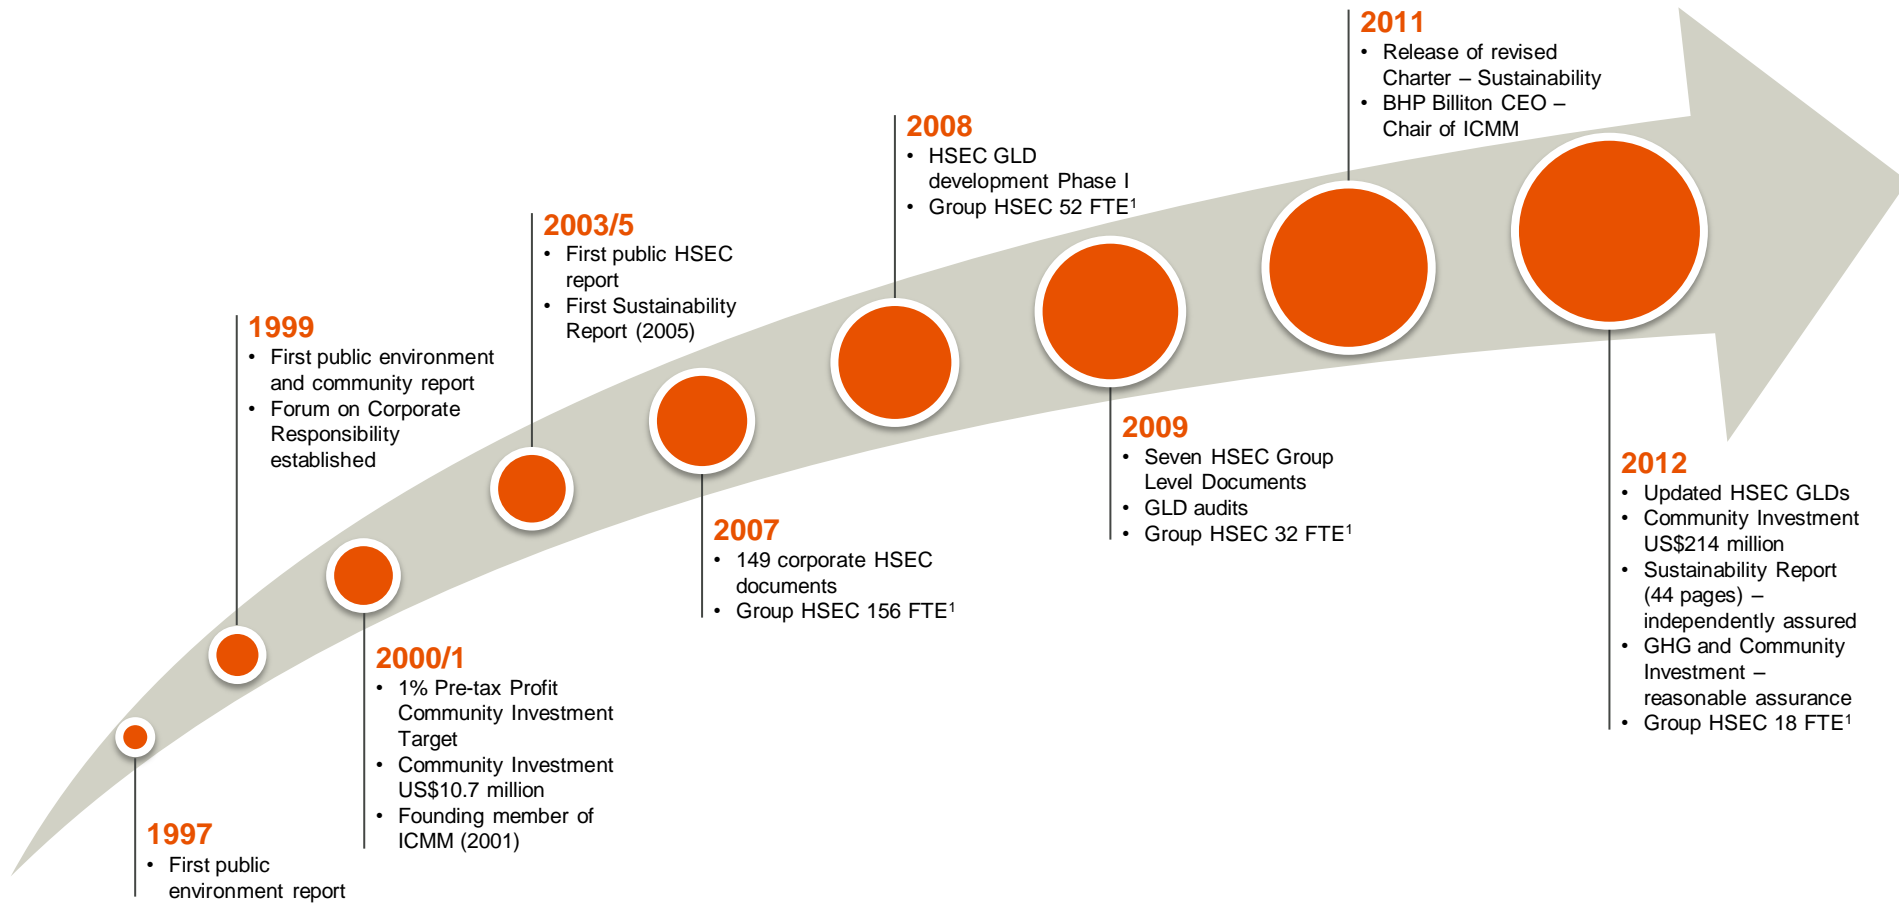 1997
• First public
environment report
1999
• First public environment
and community report
• Forum on Corporate
Responsibility
established
2000/1
• 1% Pre-tax Profit
Community Investment
Target
• Community Investment
US$10.7 million
• Founding member of
ICMM (2001)
2003/5
• First public HSEC
report
• First Sustainability
Report (2005)
2007
• 149 corporate HSEC
documents
• Group HSEC 156 FTE¹
2008
• HSEC GLD
development Phase I
• Group HSEC 52 FTE¹
2009
• Seven HSEC Group
Level Documents
• GLD audits
• Group HSEC 32 FTE¹
2011
• Release of revised
Charter – Sustainability
• BHP Billiton CEO –
Chair of ICMM
2012
• Updated HSEC GLDs
• Community Investment
US$214 million
• Sustainability Report
(44 pages) –
independently assured
• GHG and Community
Investment –
reasonable assurance
• Group HSEC 18 FTE¹